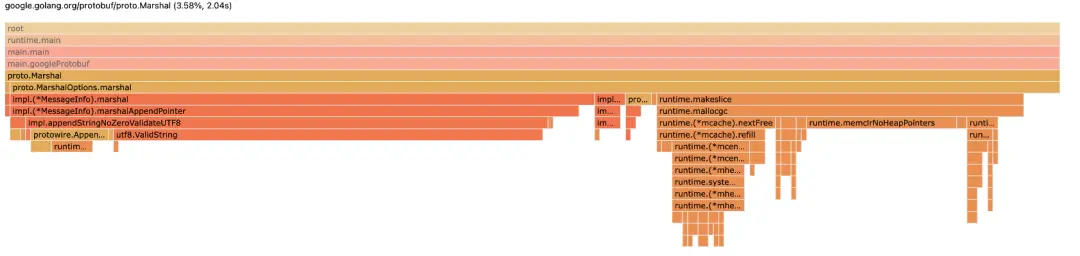 google.golang.org/protobuf/proto.Marshal (3.58%, 2.04s)
root
runtime.main
main.main
main.googleProtobuf
proto.Marshal
proto.MarshalOptions.marshal
impl.(*MessageInfo).marshal impl... pro... runtime.makeslice
impl.(*MessageInfo).marshalAppendPointer im... runtime.mallocgc
impl.appendStringNoZeroValidateUTF8 im... runtime.(*mcache).nextFree runtime.memclrNoHeapPointers runti...
protowire.Appen... utf8.ValidString runtime.(*mcache).refill run...
runtim... runtime.(*mcen...
runtime.(*mcen...
runtime.(*mhe...
runtime.syste...
runtime.(*mhe...
runtime.(*mhe...